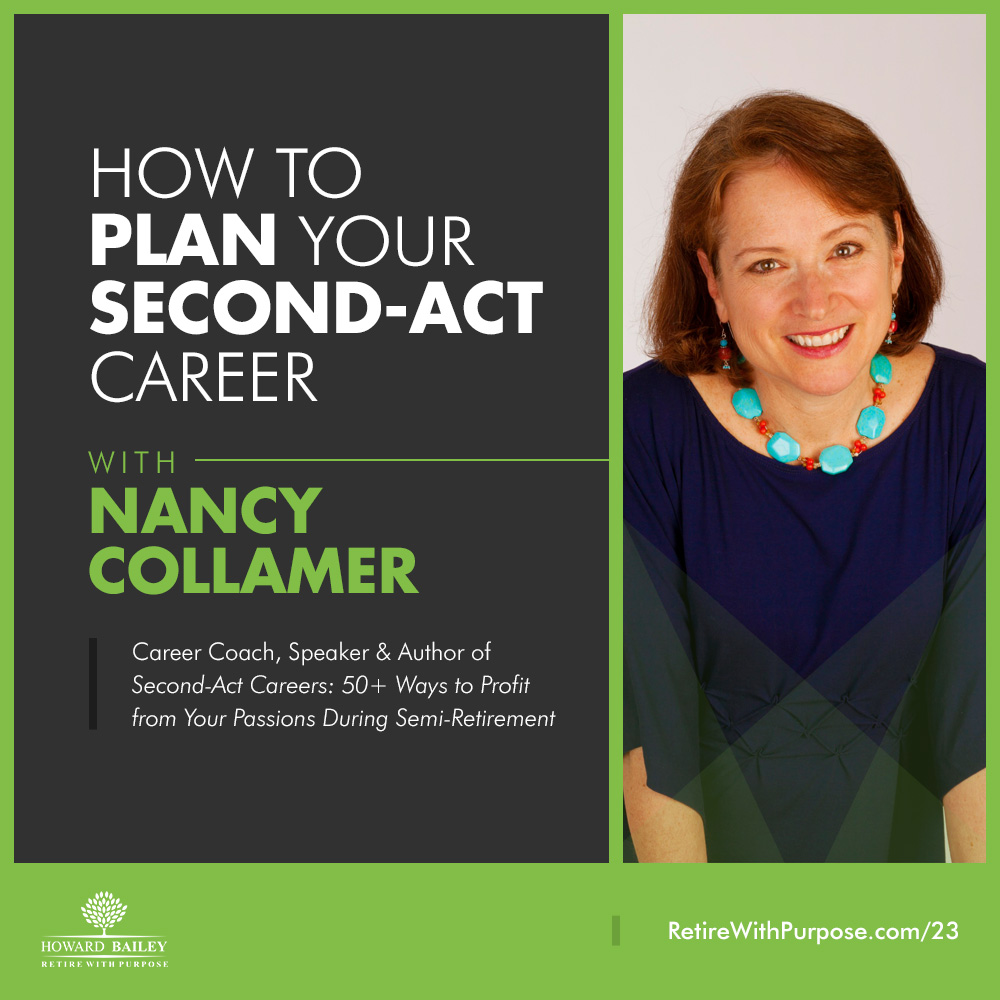 HOW TO
PLAN YOUR
SECOND-ACT
CAREER
WITH
NANCY
COLLAMER
Career Coach, Speaker & Author of
Second-Act Careers: 50+ Ways to Profit
from Your Passions During Semi-Retirement
HOWARD BAILEY
RETIRE WITH PURPOSE
RetireWithPurpose.com/23